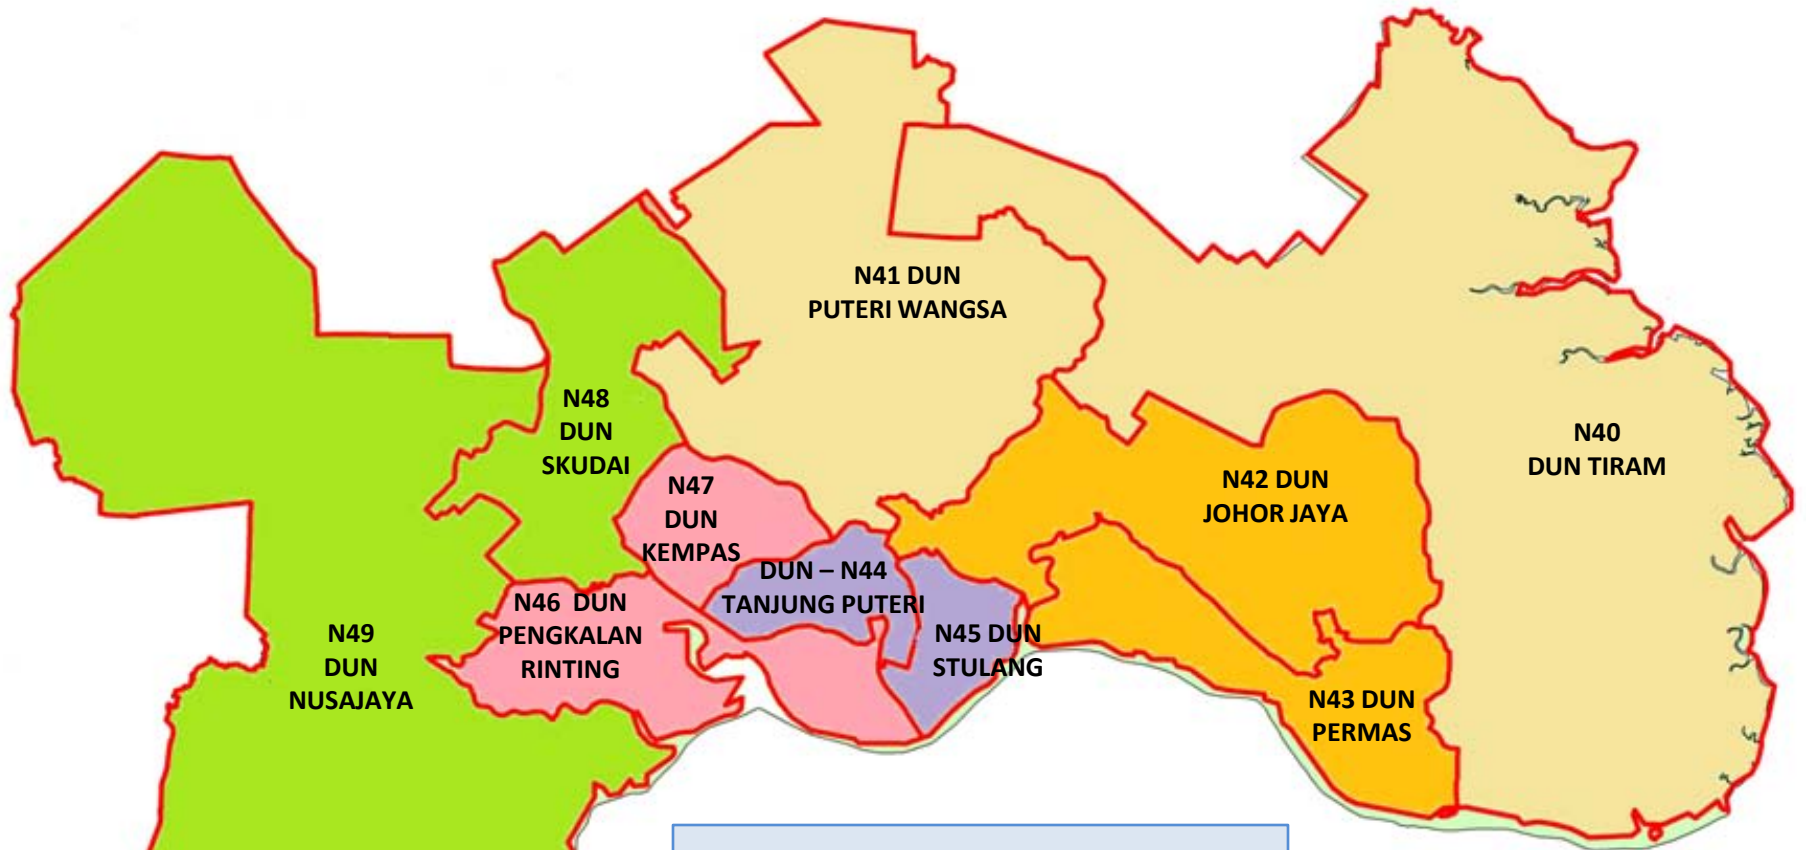 N41 DUN
PUTERI WANGSA
N48
DUN
SKUDAI
N40
DUN TIRAM
N47
DUN
KEMPAS
N42 DUN
JOHOR JAYA
DUN – N44
TANJUNG PUTERI
N46 DUN
PENGKALAN
RINTING
N49
DUN
NUSAJAYA
N45 DUN
STULANG
N43 DUN
PERMAS